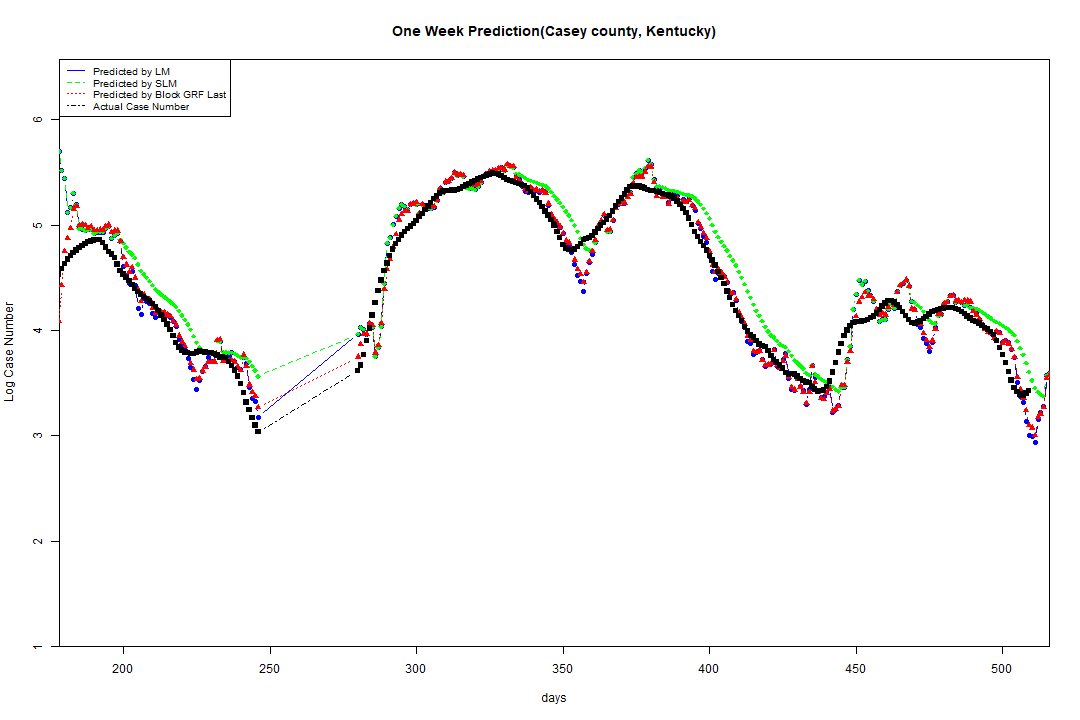 One Week Prediction(Casey county, Kentucky)
Predicted by LM
Predicted by SLM
Predicted by Block GRF Last
Actual Case Number
Log Case Number
6
5
4
3
2
1
200 250 300 350 400 450 500
days